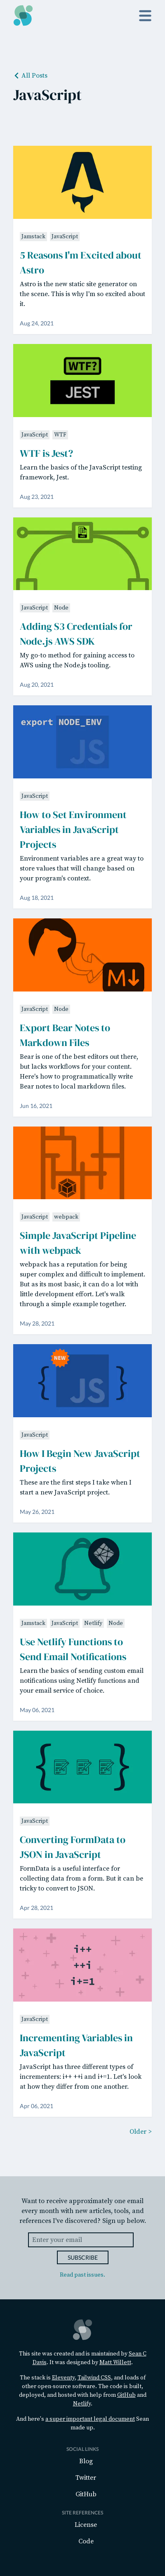 All Posts
JavaScript
Jamstack JavaScript
5 Reasons I'm Excited about
Astro
Astro is the new static site generator on
the scene. This is why I'm so excited about
it.
Aug 24, 2021
WTF?
JEST
JavaScript WTF
WTF is Jest?
Learn the basics of the JavaScript testing
framework, Jest.
Aug 23, 2021
JavaScript Node
Adding S3 Credentials for
Node.js AWS SDK
My go-to method for gaining access to
AWS using the Node.js tooling.
Aug 20, 2021
export NODE_ENV
JS
JavaScript
How to Set Environment
Variables in JavaScript
Projects
Environment variables are a great way to
store values that will change based on
your program's context.
Aug 18, 2021
M
JavaScript Node
Export Bear Notes to
Markdown Files
Bear is one of the best editors out there,
but lacks workflows for your content.
Here's how to programmatically write
Bear notes to local markdown files.
Jun 16, 2021
JavaScript webpack
Simple JavaScript Pipeline
with webpack
webpack has a reputation for being
super complex and difficult to implement.
But as its most basic, it can do a lot with
little development effort. Let's walk
through a simple example together.
May 28, 2021
NEW
{ JS }
JavaScript
How I Begin New JavaScript
Projects
These are the first steps I take when I
start a new JavaScript project.
May 26, 2021
Jamstack JavaScript Netlify Node
Use Netlify Functions to
Send Email Notifications
Learn the basics of sending custom email
notifications using Netlify functions and
your email service of choice.
May 06, 2021
{ }
JavaScript
Converting FormData to
JSON in JavaScript
FormData is a useful interface for
collecting data from a form. But it can be
tricky to convert to JSON.
Apr 28, 2021
i++
++i
i+=1
JavaScript
Incrementing Variables in
JavaScript
JavaScript has three different types of
incrementers: i++ ++i and i+=1. Let's look
at how they differ from one another.
Apr 06, 2021
Older >
Want to receive approximately one email
every month with new articles, tools, and
references I've discovered? Sign up below.
Enter your email
SUBSCRIBE
Read past issues.
This site was created and is maintained by Sean C
Davis. It was designed by Matt Willett.
The stack is Eleventy, Tailwind CSS, and loads of
other open-source software. The code is built,
deployed, and hosted with help from GitHub and
Netlify.
And here's a super important legal document Sean
made up.
SOCIAL LINKS
Blog
Twitter
GitHub
SITE REFERENCES
License
Code